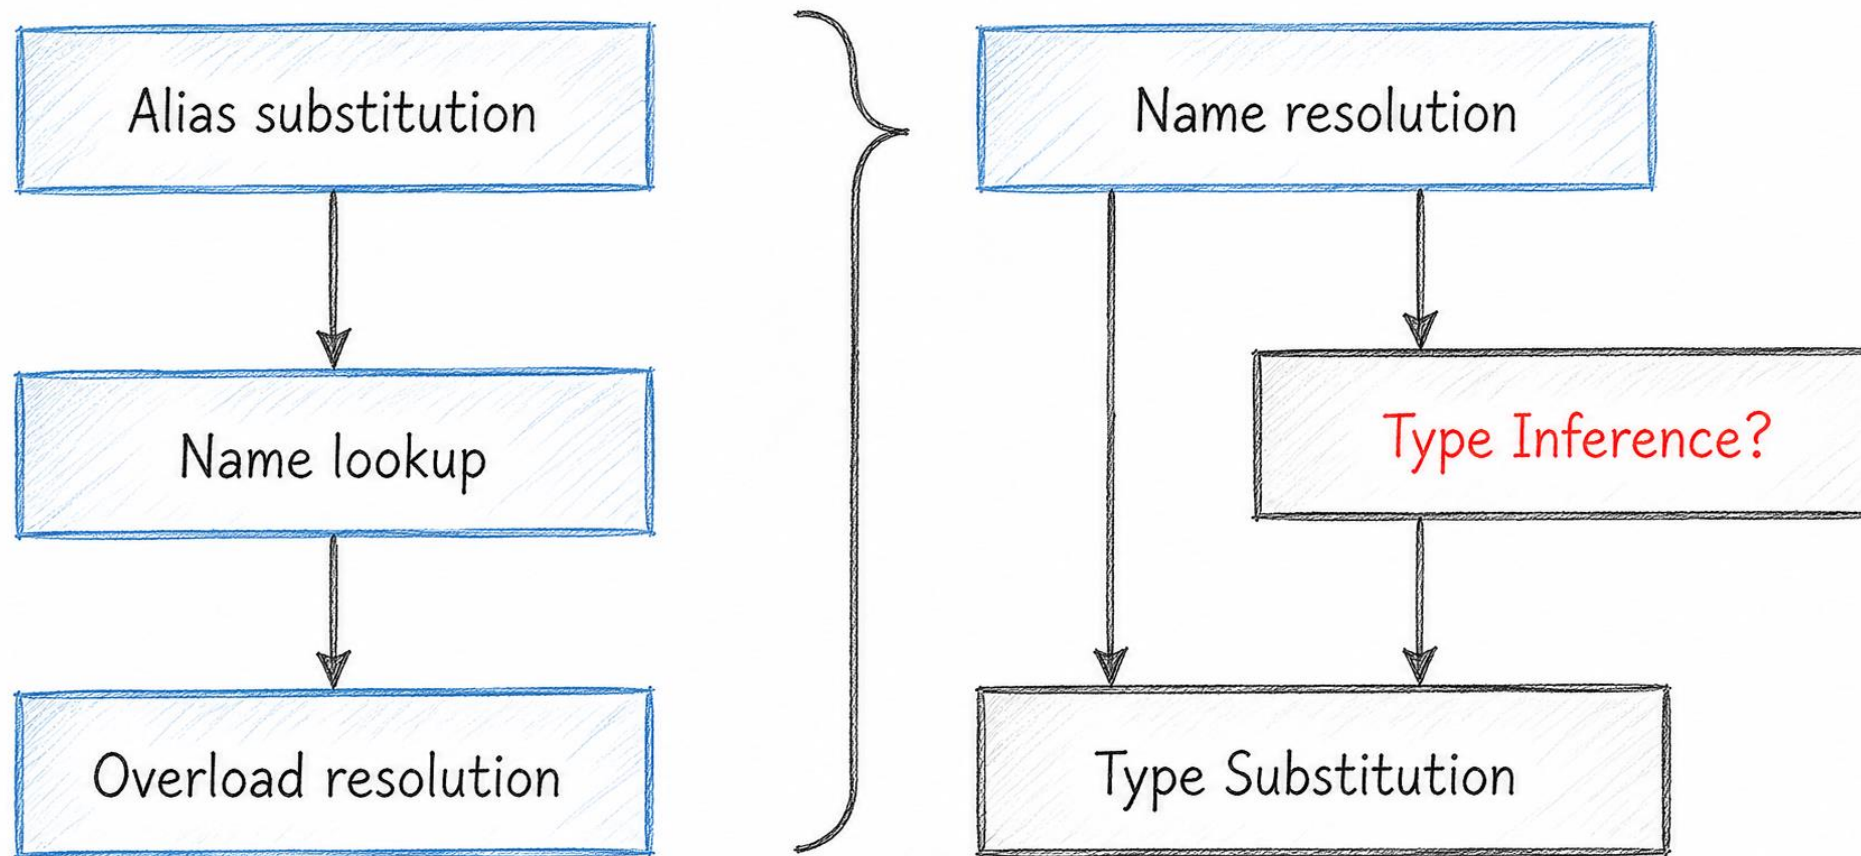 Alias substitution
Name lookup
Overload resolution
Name resolution
Type Inference?
Type Substitution